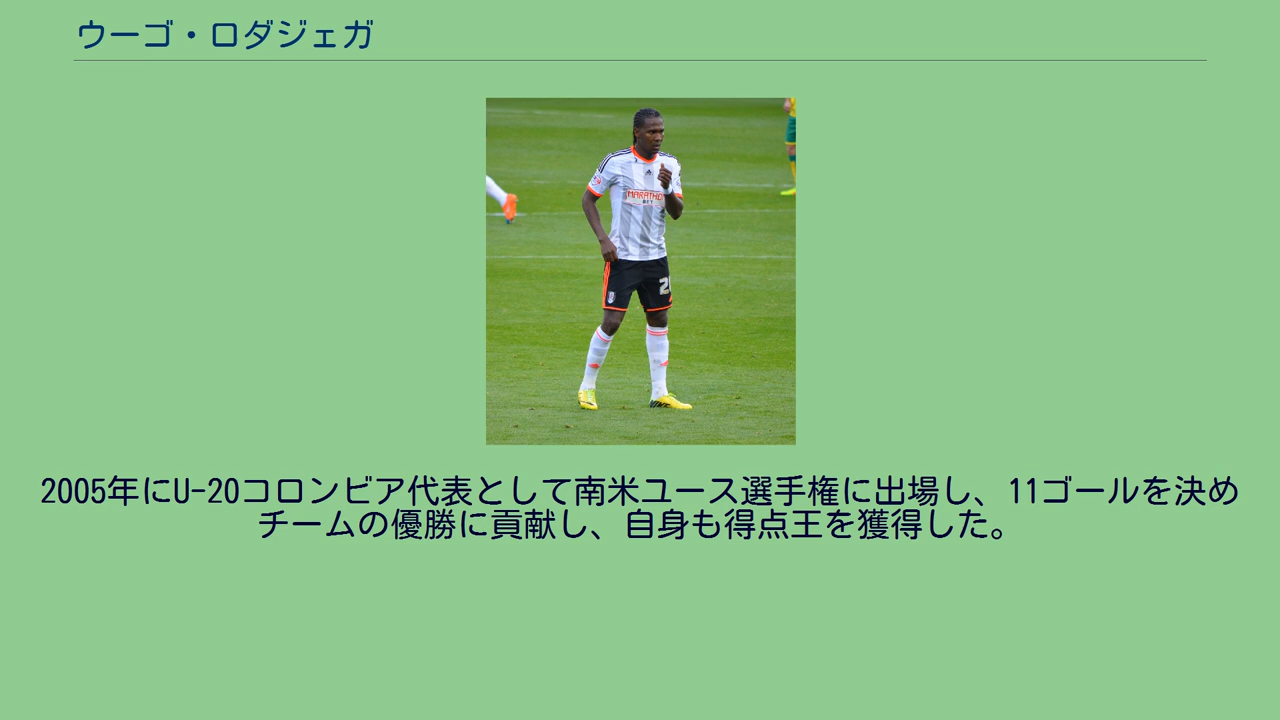 ウーゴ・ロダジェガ
MARATHON
BET
2005年にU-20コロンビア代表として南米ユース選手権に出場し、11ゴールを決め
チームの優勝に貢献し、自身も得点王を獲得した。